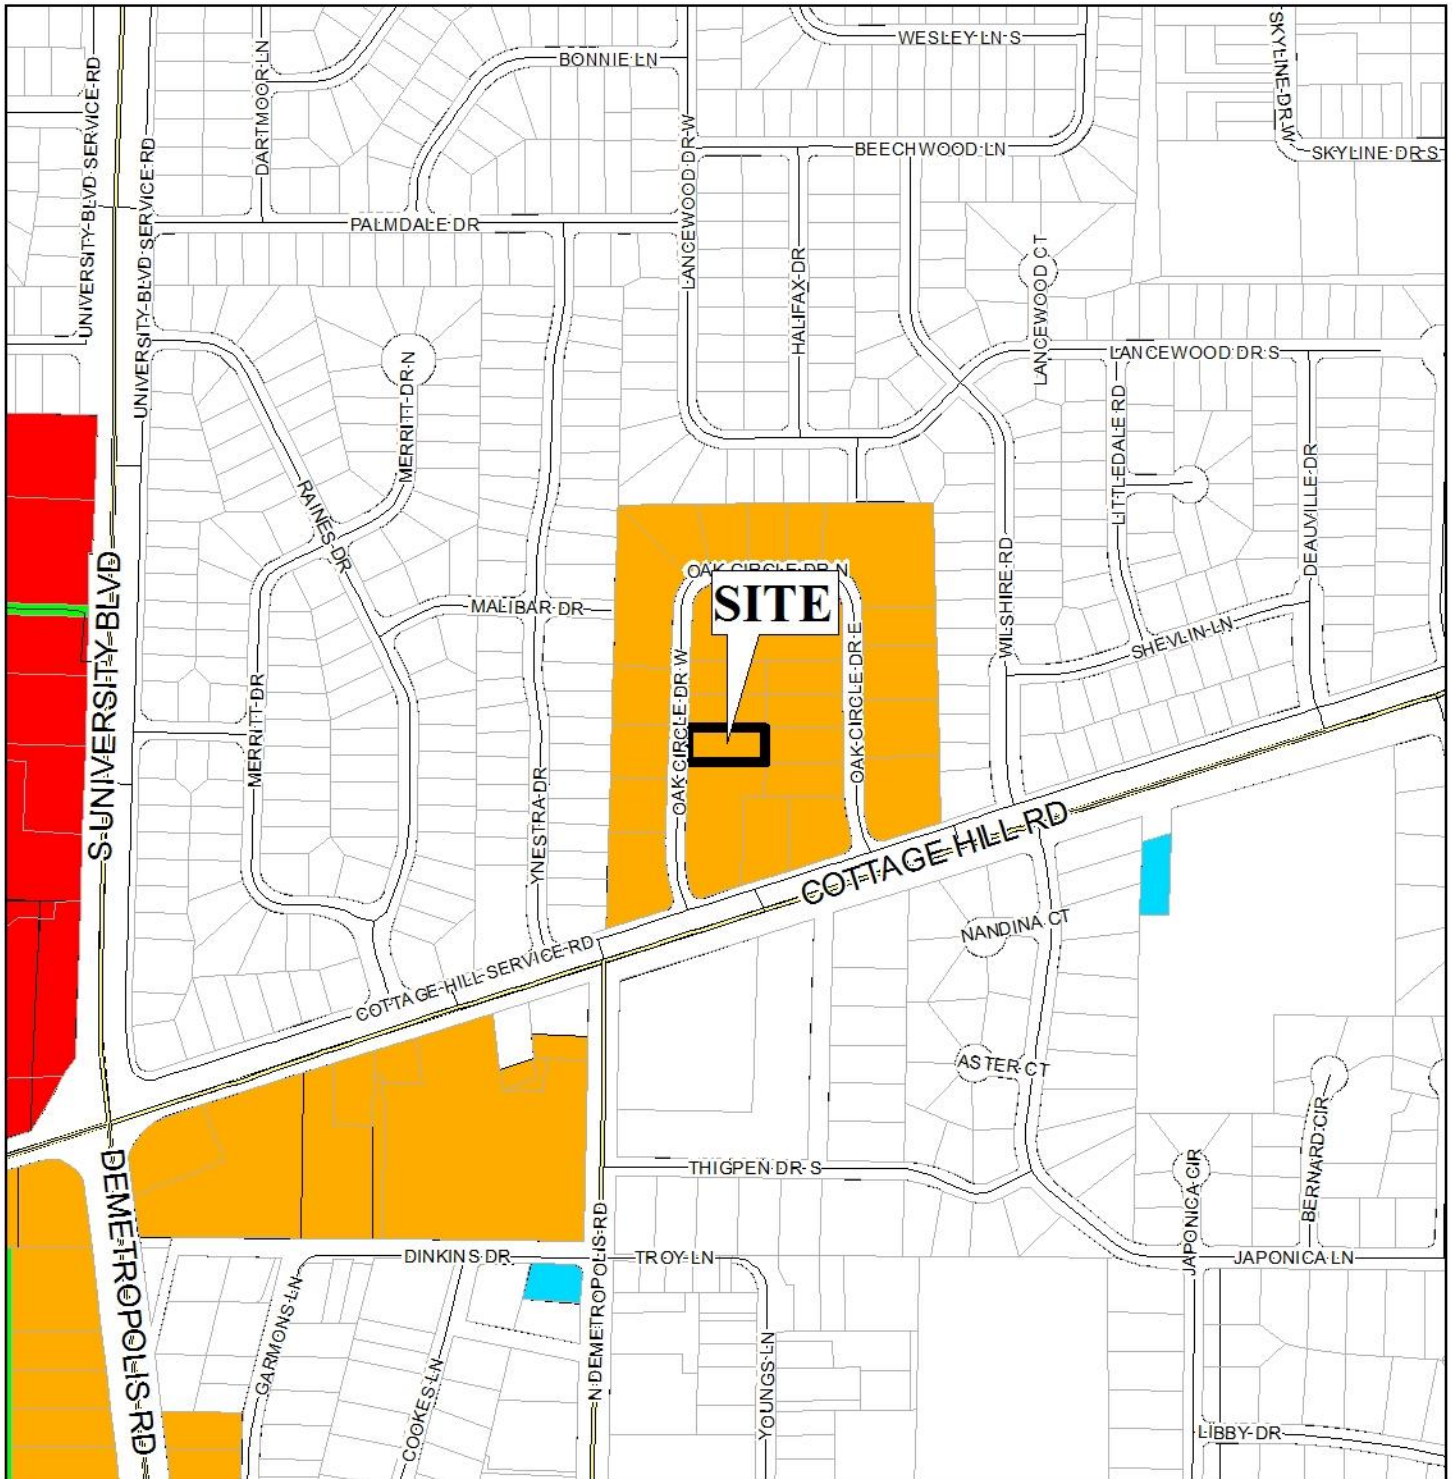 WESLEY LN S
SKYLINE DR W
DARTMOOR LN
BONNIE LN
UNIVERSITY BLVD SERVICE RD
UNIVERSITY BLVD SERVICE RD
LANCEWOOD DR W
BEECHWOOD LN
SKYLINE DR S
PALMDALE DR
LANCEWOOD CT
HALIFAX DR
LANCEWOOD DR S
MERRITT DR N
LITTLEDALE RD
DEAUVILLE DR
RAINES DR
S UNIVERSITY BLVD
OAK CIRCLE DR N
SITE
MALIBAR DR
WILSHIRE RD
SHEVLIN LN
OAK CIRCLE DR W
OAK CIRCLE DR E
MERRITT DR
YNESTRA DR
COTTAGE HILL RD
NANDINA CT
COTTAGE HILL SERVICE RD
ASTER CT
BERNARD CIR
THIGPEN DR S
JAPONICA CIR
DEMETROPOLIS RD
DINKINS DR
TROY LN
JAPONICA LN
N DEMETROPOLIS RD
GARMONS LN
COOKES LN
YOUNGS LN
LIBBY DR